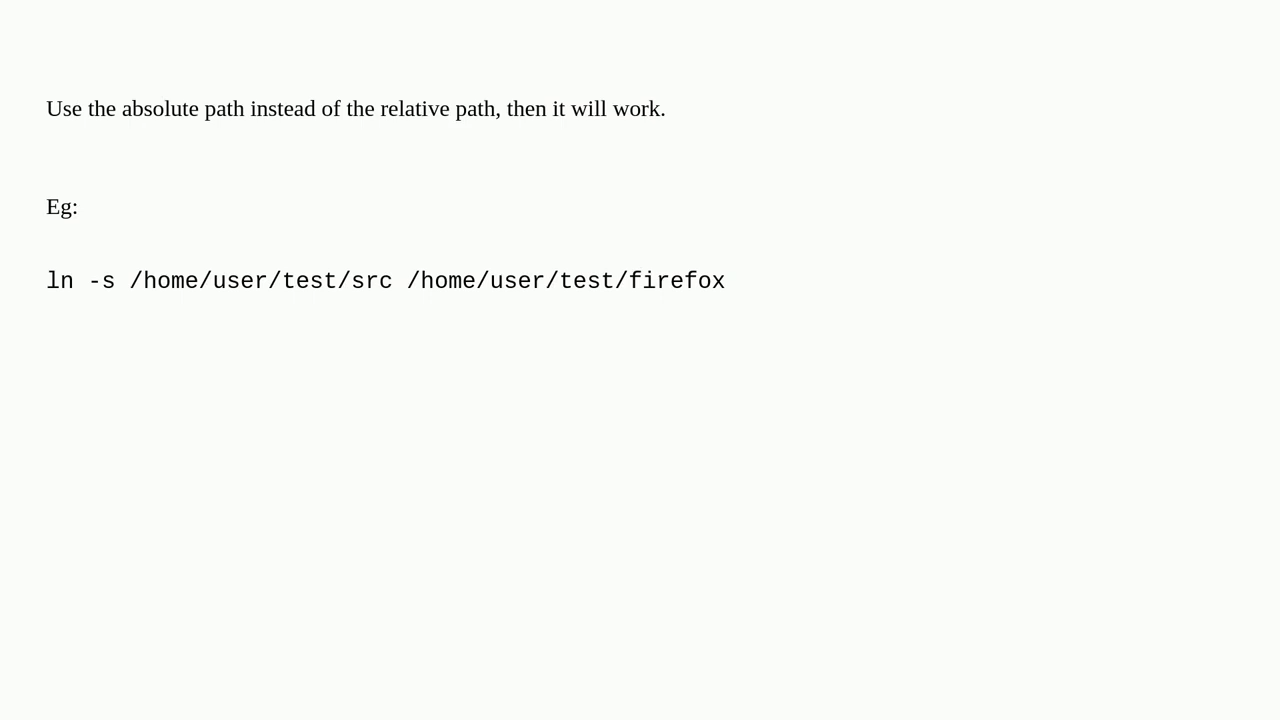 Use the absolute path instead of the relative path, then it will work.
Eg:
ln -s /home/user/test/src /home/user/test/firefox